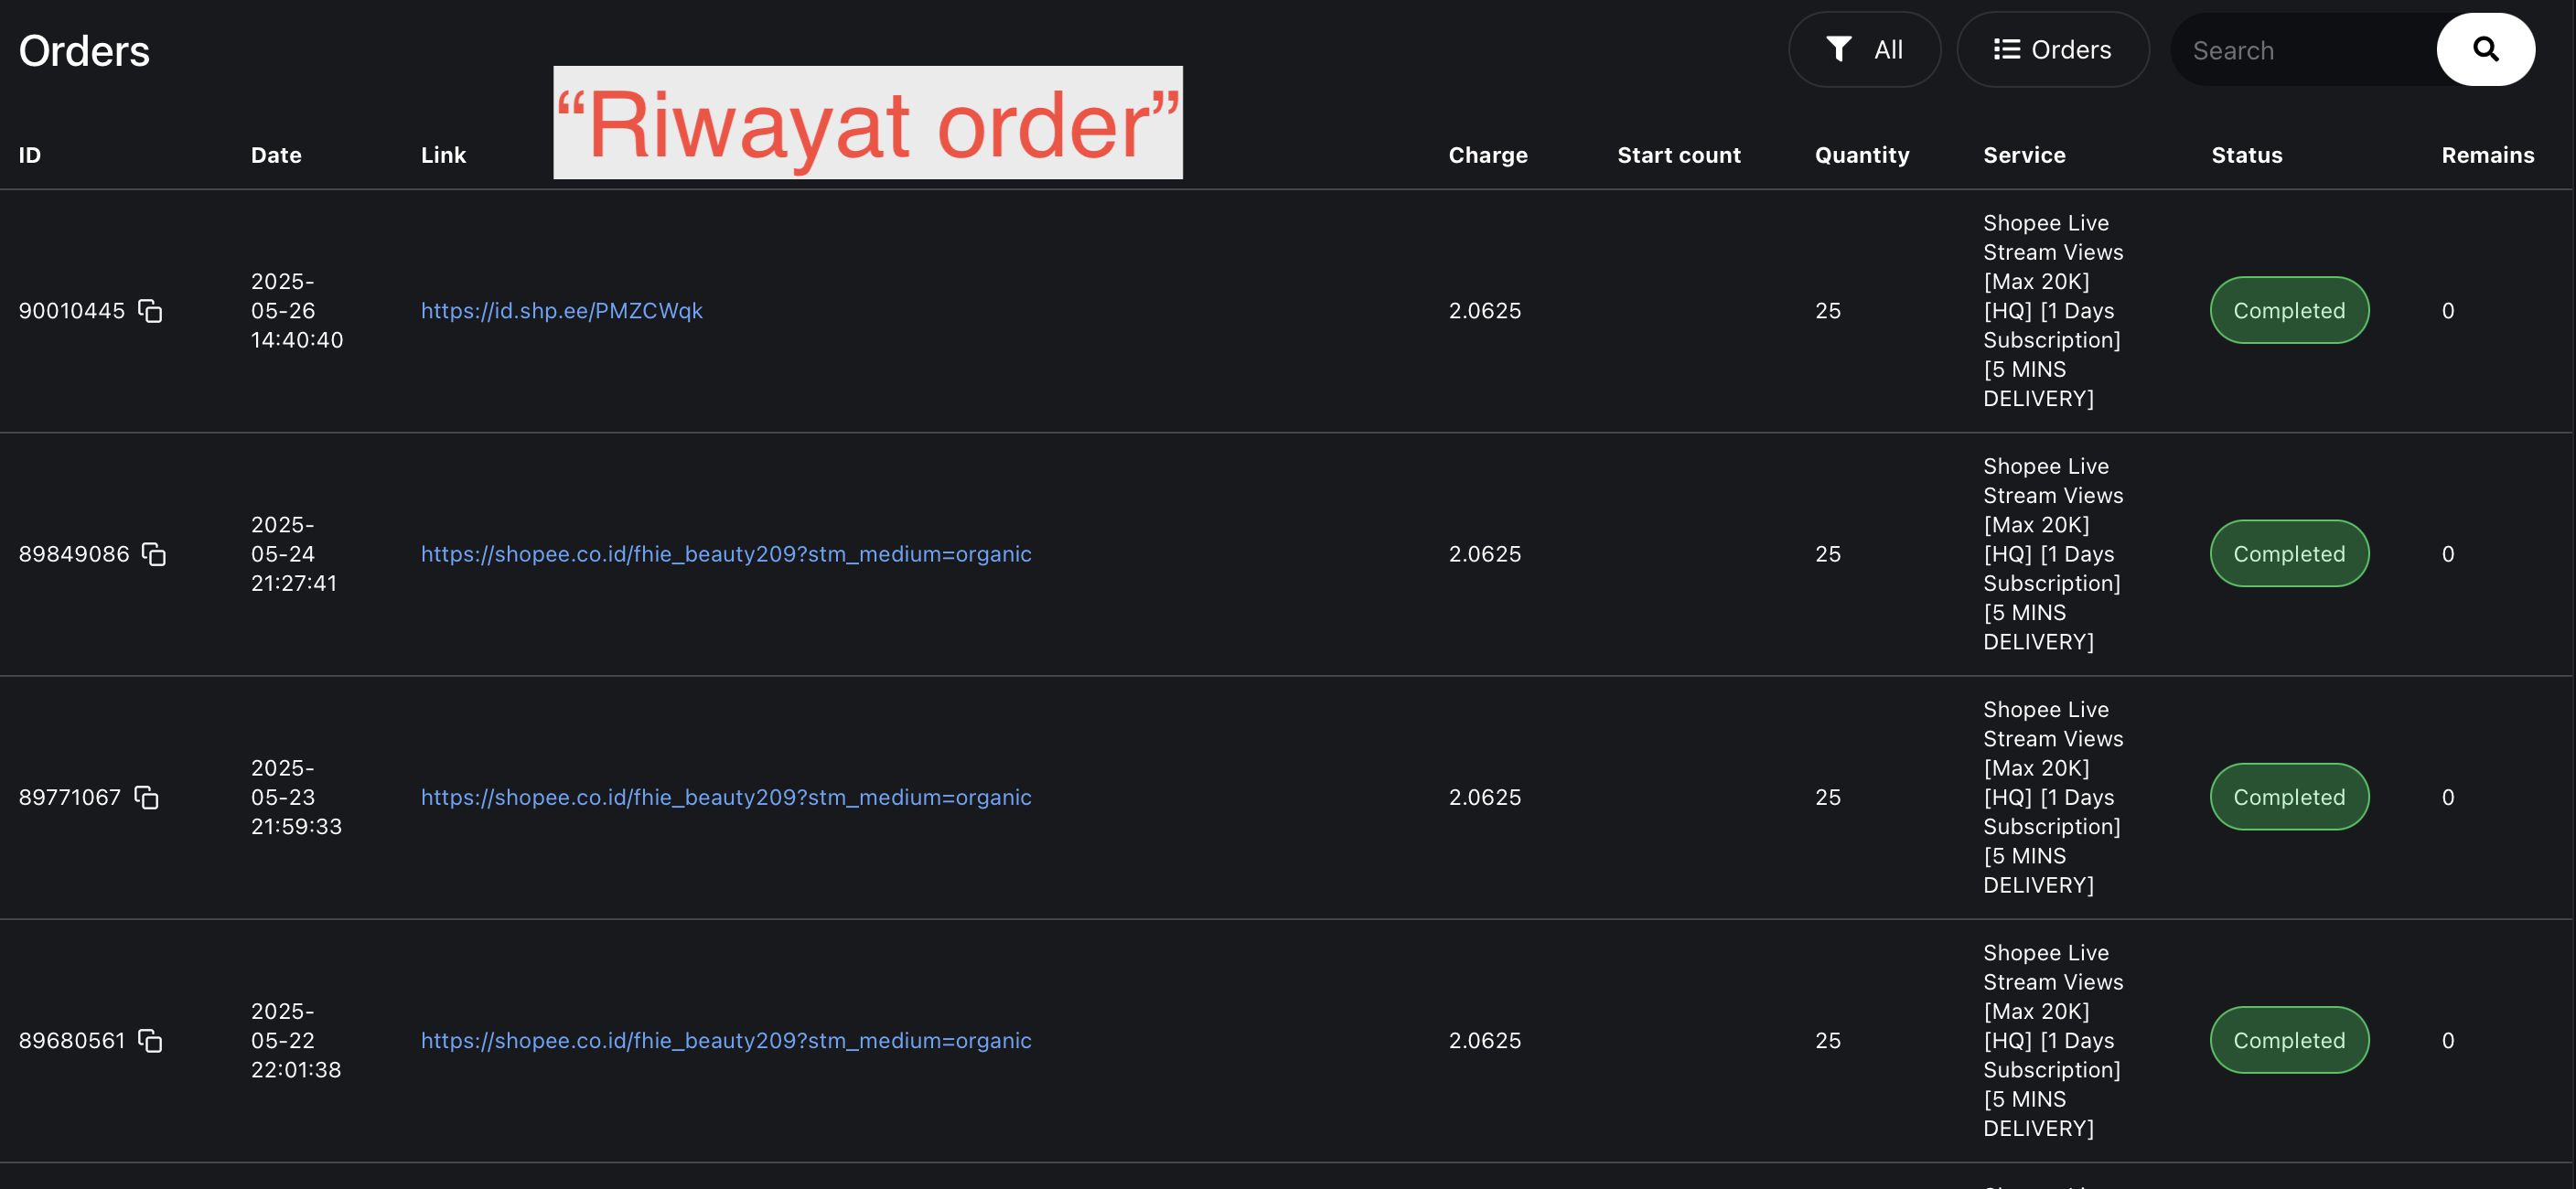 Orders
All
Orders
Search
“Riwayat order”
ID
Date
Link
Charge
Start count
Quantity
Service
Status
Remains
90010445
2025-
05-26
14:40:40
https://id.shp.ee/PMZCWqk
2.0625
25
Shopee Live
Stream Views
[Max 20K]
[HQ] [1 Days
Subscription]
[5 MINS
DELIVERY]
Completed
0
89849086
2025-
05-24
21:27:41
https://shopee.co.id/fhie_beauty209?stm_medium=organic
2.0625
25
Shopee Live
Stream Views
[Max 20K]
[HQ] [1 Days
Subscription]
[5 MINS
DELIVERY]
Completed
0
89771067
2025-
05-23
21:59:33
https://shopee.co.id/fhie_beauty209?stm_medium=organic
2.0625
25
Shopee Live
Stream Views
[Max 20K]
[HQ] [1 Days
Subscription]
[5 MINS
DELIVERY]
Completed
0
89680561
2025-
05-22
22:01:38
https://shopee.co.id/fhie_beauty209?stm_medium=organic
2.0625
25
Shopee Live
Stream Views
[Max 20K]
[HQ] [1 Days
Subscription]
[5 MINS
DELIVERY]
Completed
0